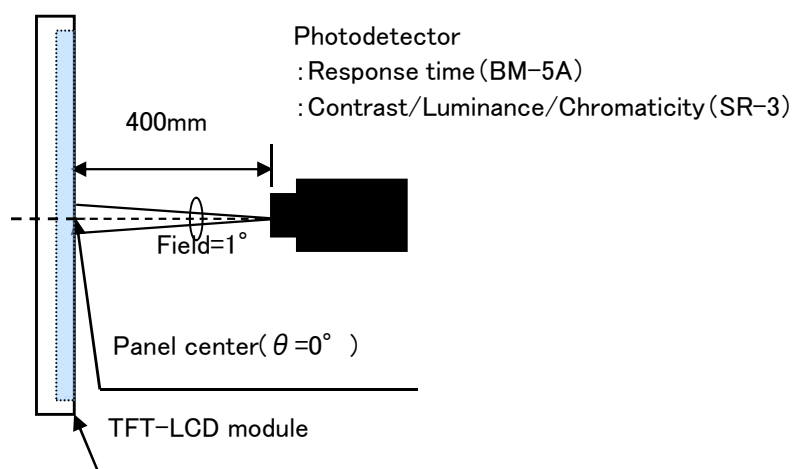 Photodetector
:Response time(BM-5A)
:Contrast/Luminance/Chromaticity(SR-3)
400mm
Field=1°
Panel center(θ=0° )
TFT-LCD module